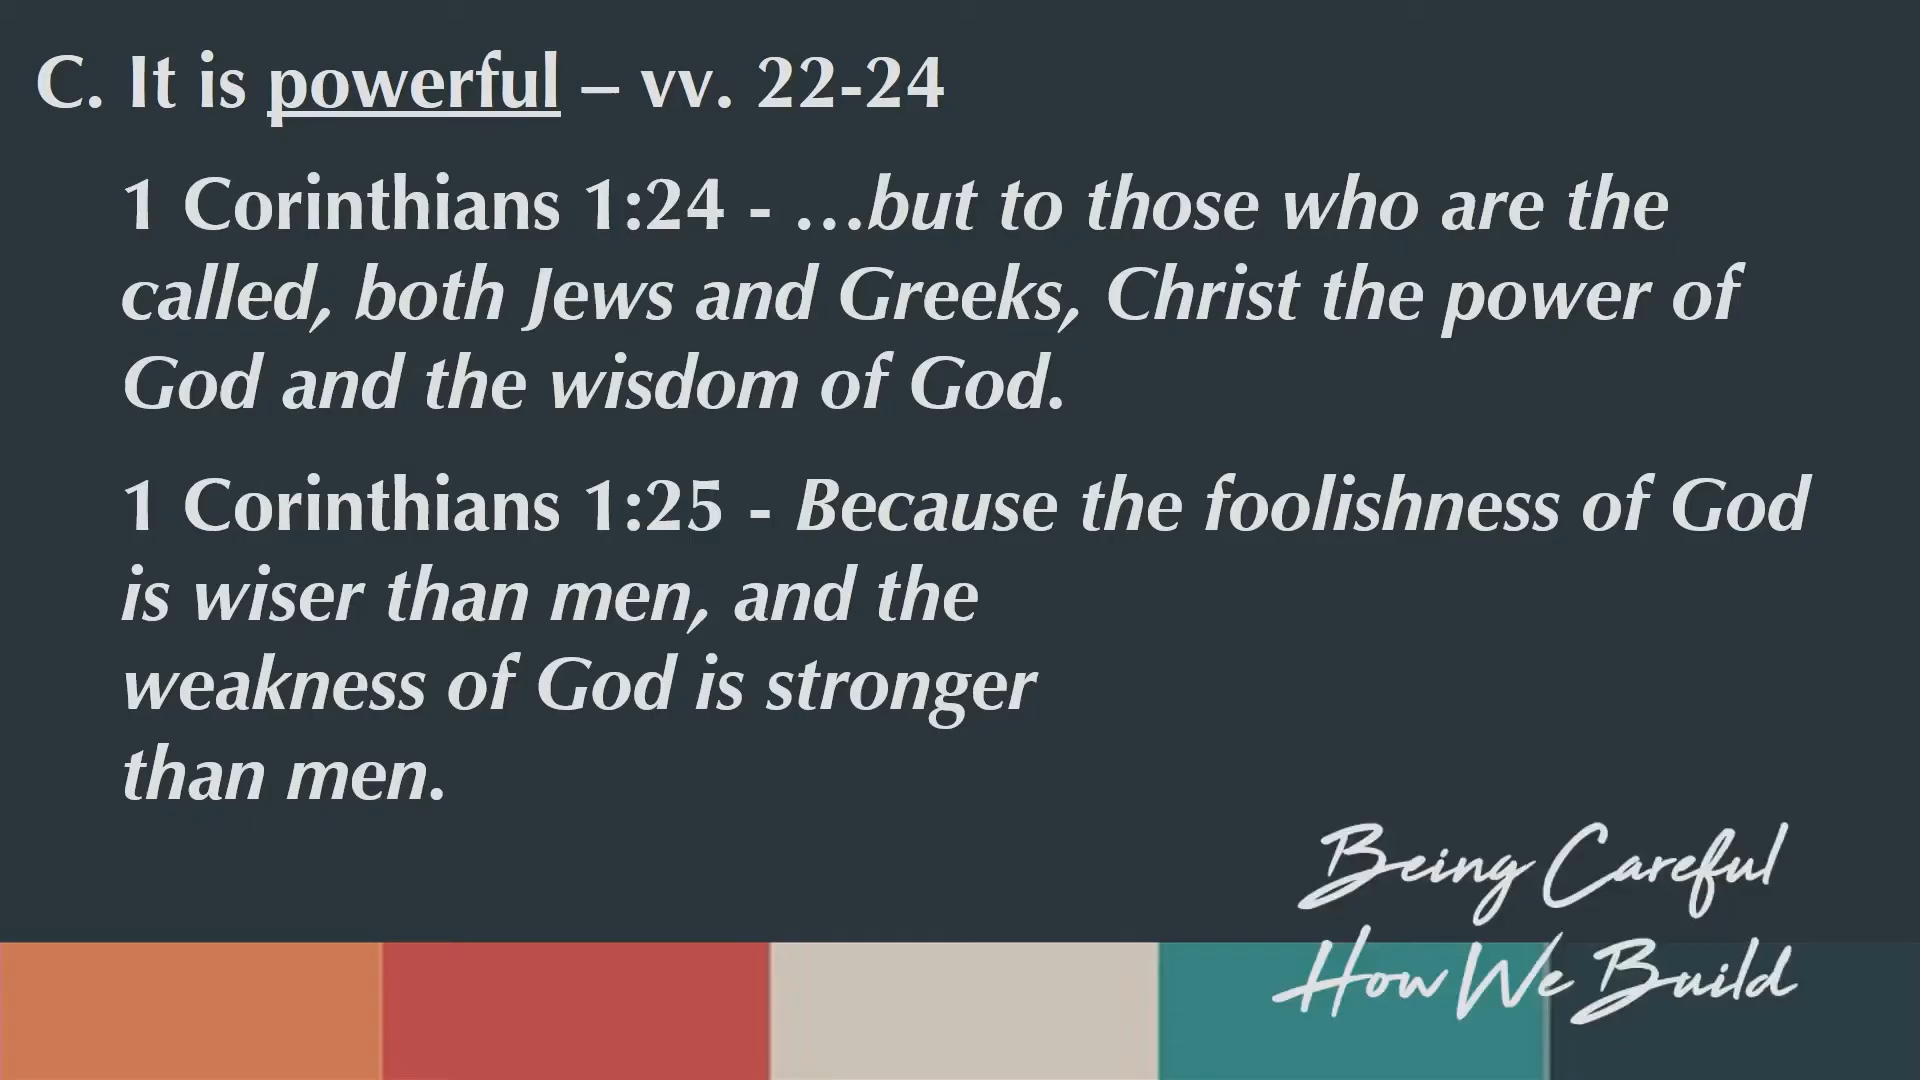 C. It is powerful – vv. 22-24
1 Corinthians 1:24 - …but to those who are the
called, both Jews and Greeks, Christ the power of
God and the wisdom of God.
1 Corinthians 1:25 - Because the foolishness of God
is wiser than men, and the
weakness of God is stronger
than men.
Being Careful
How We Build